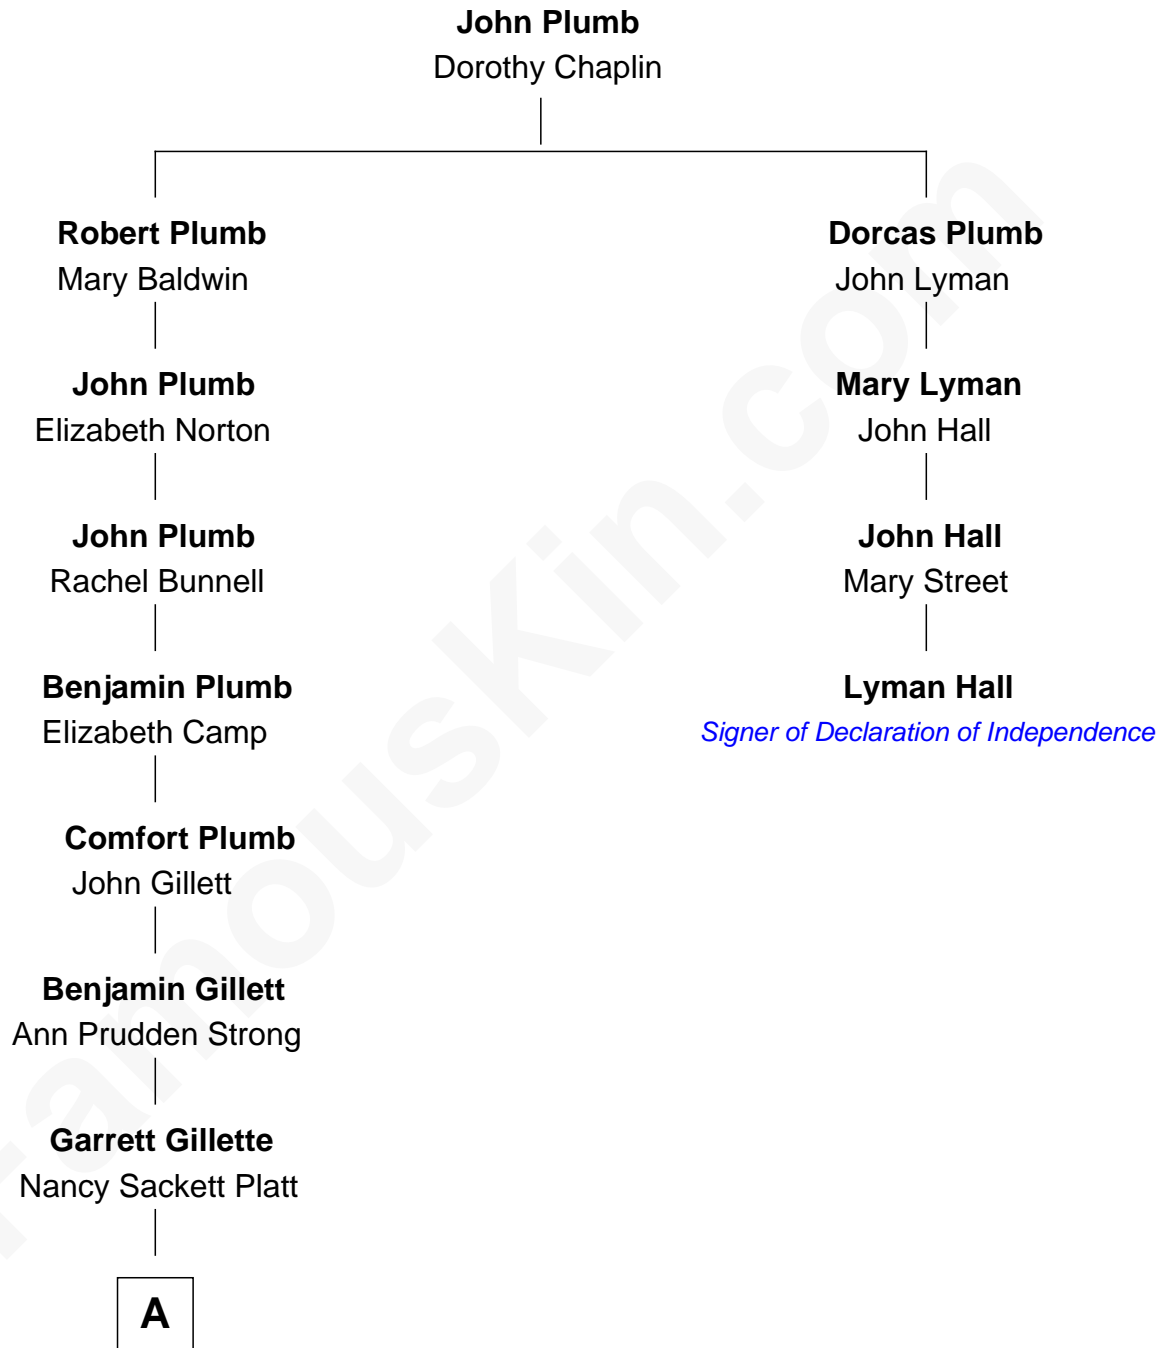 John Plumb
Dorothy Chaplin
Robert Plumb
Mary Baldwin
Dorcas Plumb
John Lyman
John Plumb
Elizabeth Norton
Mary Lyman
John Hall
John Plumb
Rachel Bunnell
John Hall
Mary Street
Benjamin Plumb
Elizabeth Camp
Lyman Hall
Signer of Declaration of Independence
Comfort Plumb
John Gillett
Benjamin Gillett
Ann Prudden Strong
Garrett Gillette
Nancy Sackett Platt
A
FamousKin.com